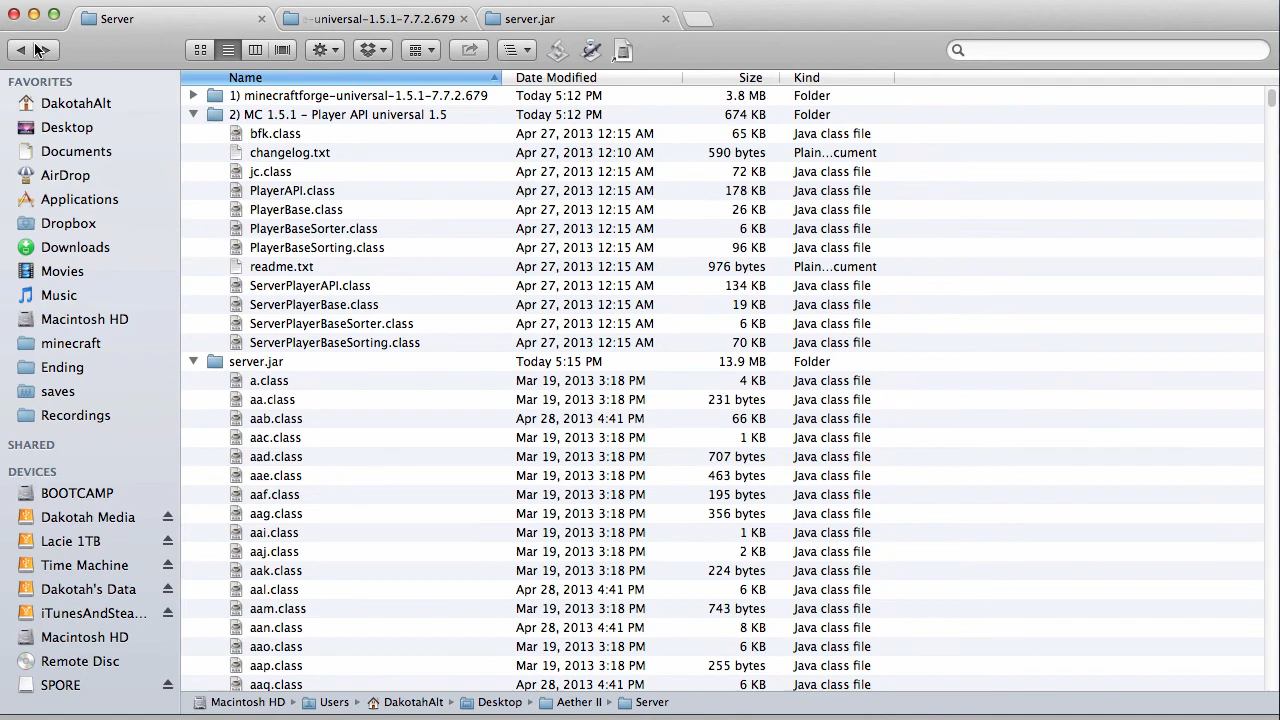 Server
-universal-1.5.1-7.7.2.679
server.jar
FAVORITES
DakotahAlt
Desktop
Documents
AirDrop
Applications
Dropbox
Downloads
Movies
Music
Macintosh HD
minecraft
Ending
saves
Recordings
SHARED
DEVICES
BOOTCAMP
Dakotah Media
Lacie 1TB
Time Machine
Dakotah's Data
iTunesAndStea...
Macintosh HD
Remote Disc
SPORE
Name Date Modified Size Kind
1) minecraftforge-universal-1.5.1-7.7.2.679 Today 5:12 PM 3.8 MB Folder
2) MC 1.5.1 - Player API universal 1.5 Today 5:12 PM 674 KB Folder
bfk.class Apr 27, 2013 12:15 AM 65 KB Java class file
changelog.txt Apr 27, 2013 12:10 AM 590 bytes Plain...cument
jc.class Apr 27, 2013 12:15 AM 72 KB Java class file
PlayerAPI.class Apr 27, 2013 12:15 AM 178 KB Java class file
PlayerBase.class Apr 27, 2013 12:15 AM 26 KB Java class file
PlayerBaseSorter.class Apr 27, 2013 12:15 AM 6 KB Java class file
PlayerBaseSorting.class Apr 27, 2013 12:15 AM 96 KB Java class file
readme.txt Apr 27, 2013 12:15 AM 976 bytes Plain...cument
ServerPlayerAPI.class Apr 27, 2013 12:15 AM 134 KB Java class file
ServerPlayerBase.class Apr 27, 2013 12:15 AM 19 KB Java class file
ServerPlayerBaseSorter.class Apr 27, 2013 12:15 AM 6 KB Java class file
ServerPlayerBaseSorting.class Apr 27, 2013 12:15 AM 70 KB Java class file
server.jar Today 5:15 PM 13.9 MB Folder
a.class Mar 19, 2013 3:18 PM 4 KB Java class file
aa.class Mar 19, 2013 3:18 PM 231 bytes Java class file
aab.class Apr 28, 2013 4:41 PM 66 KB Java class file
aac.class Mar 19, 2013 3:18 PM 1 KB Java class file
aad.class Mar 19, 2013 3:18 PM 707 bytes Java class file
aae.class Mar 19, 2013 3:18 PM 463 bytes Java class file
aaf.class Mar 19, 2013 3:18 PM 195 bytes Java class file
aag.class Mar 19, 2013 3:18 PM 356 bytes Java class file
aai.class Mar 19, 2013 3:18 PM 1 KB Java class file
aaj.class Mar 19, 2013 3:18 PM 2 KB Java class file
aak.class Mar 19, 2013 3:18 PM 224 bytes Java class file
aal.class Apr 28, 2013 4:41 PM 6 KB Java class file
aam.class Mar 19, 2013 3:18 PM 743 bytes Java class file
aan.class Apr 28, 2013 4:41 PM 8 KB Java class file
aao.class Mar 19, 2013 3:18 PM 6 KB Java class file
aap.class Mar 19, 2013 3:18 PM 255 bytes Java class file
aaq.class Apr 28, 2013 4:41 PM 6 KB Java class file
Macintosh HD Users DakotahAlt Desktop Aether II Server